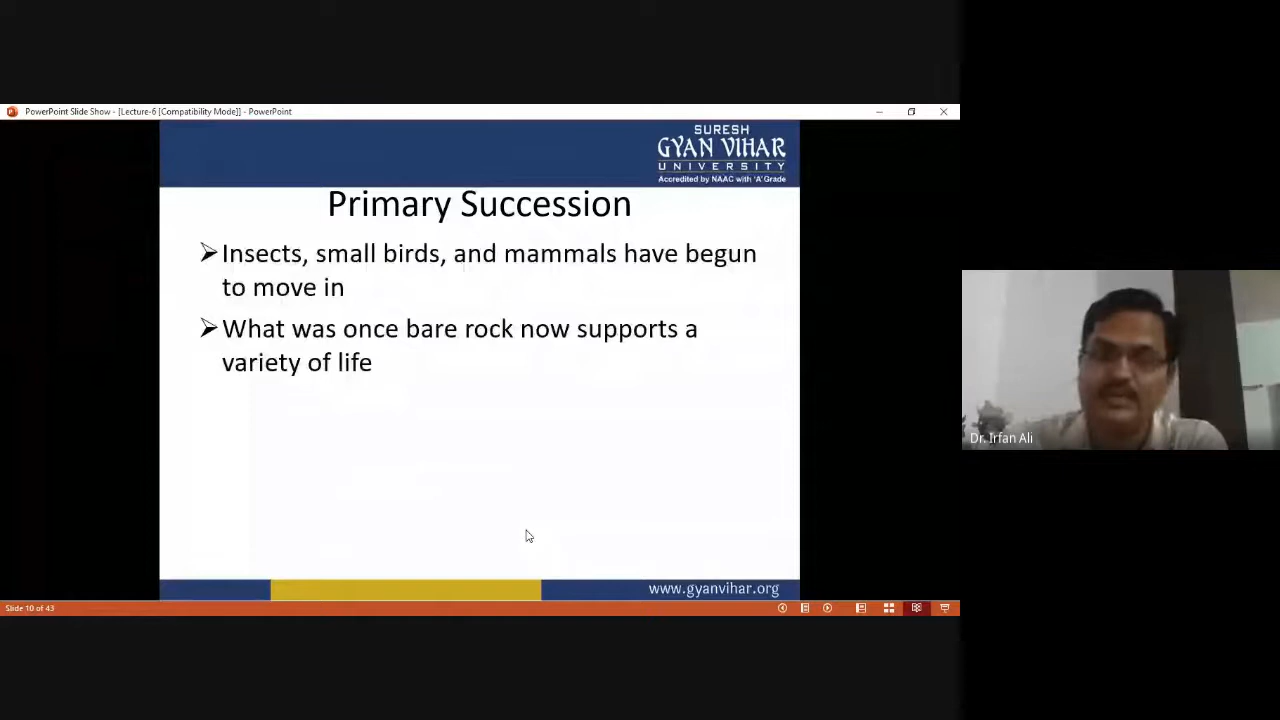 PowerPoint Slide Show - [Lecture-6 [Compatibility Mode]] - PowerPoint
SURESH
GYAN VIHAR
UNIVERSITY
Accredited by NAAC with 'A' Grade
Primary Succession
Insects, small birds, and mammals have begun
to move in
What was once bare rock now supports a
variety of life
Dr. Irfan Ali
www.gyanvihar.org
Slide 10 of 43